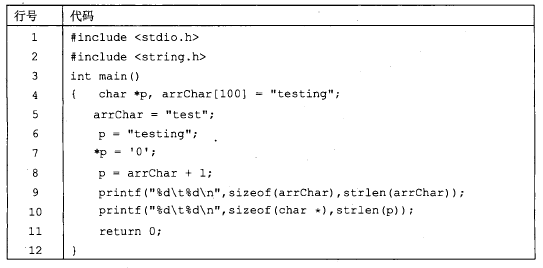 行号 代码
1 #include <stdio.h>
2 #include <string.h>
3 int main()
4 { char *p, arrChar[100] = "testing";
5 arrChar = "test";
6 p = "testing";
7 *p = '0';
8 p = arrChar + 1;
9 printf("%d\t%d\n",sizeof(arrChar),strlen(arrChar));
10 printf("%d\t%d\n",sizeof(char *),strlen(p));
11 return 0;
12 }